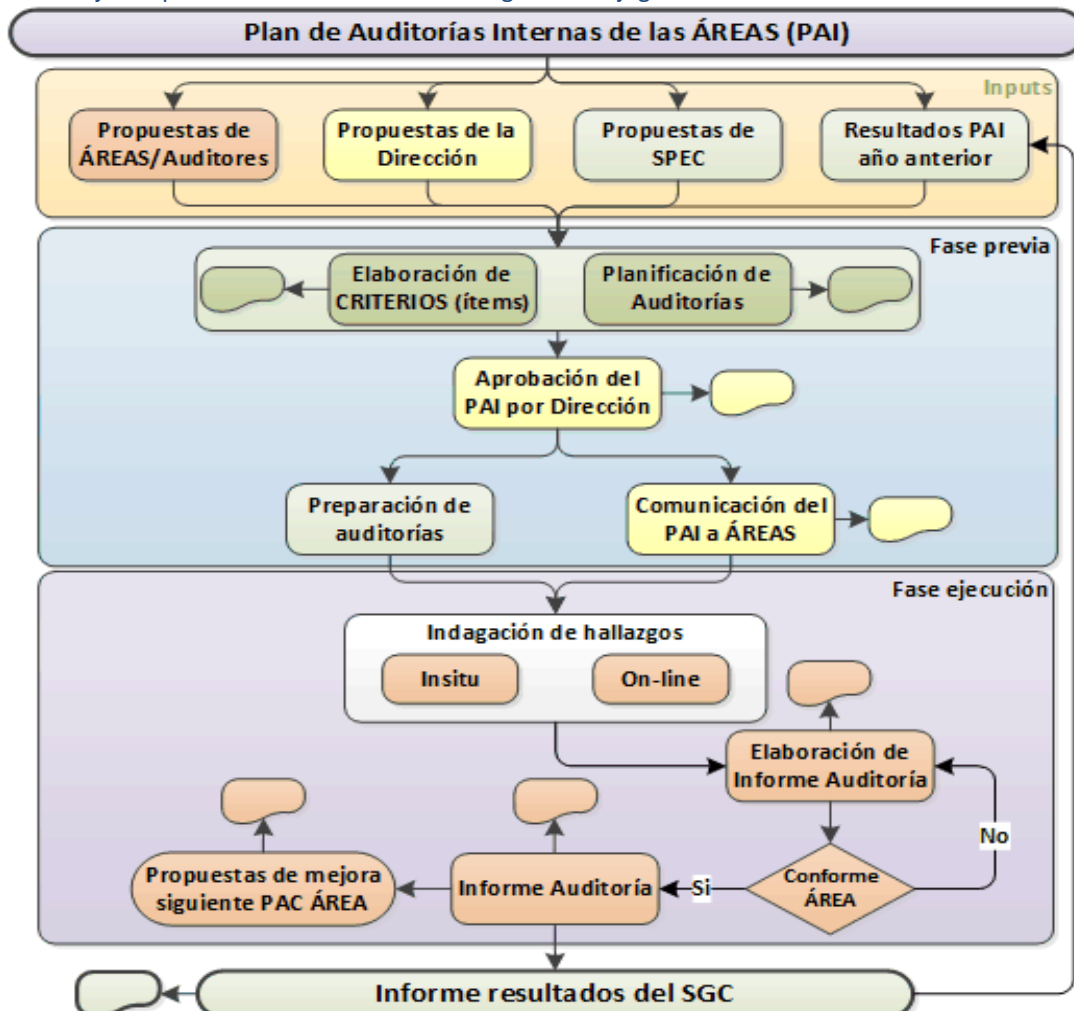 Plan de Auditorías Internas de las ÁREAS (PAI)
Inputs
Propuestas de
ÁREAS/Auditores
Propuestas de la
Dirección
Propuestas de
SPEC
Resultados PAI
año anterior
Fase previa
Elaboración de
CRITERIOS (ítems)
Planificación de
Auditorías
Aprobación del
PAI por Dirección
Preparación de
auditorías
Comunicación del
PAI a ÁREAS
Fase ejecución
Indagación de hallazgos
Insitu
On-line
Elaboración de
Informe Auditoría
No
Conforme
ÁREA
Si
Informe Auditoría
Propuestas de mejora
siguiente PAC ÁREA
Informe resultados del SGC